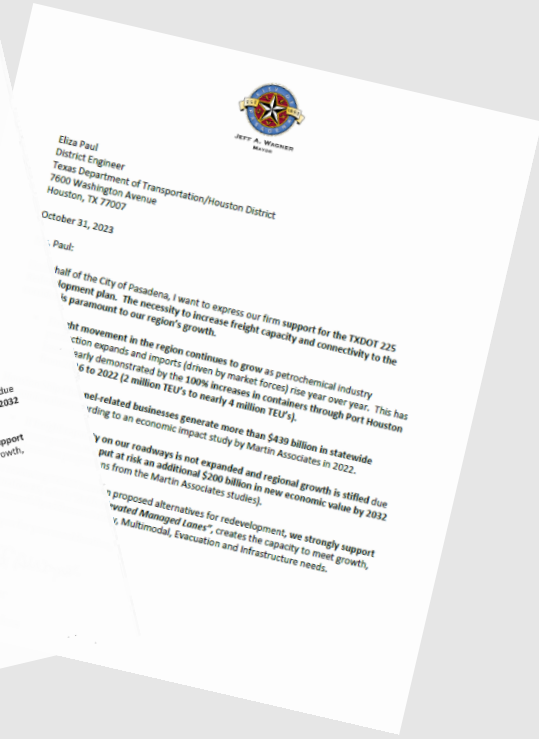 JEFF A. WAGNER
MAYOR
Eliza Paul
District Engineer
Texas Department of Transportation/Houston District
7600 Washington Avenue
Houston, TX 77007
October 31, 2023
. Paul:
half of the City of Pasadena, I want to express our firm support for the TXDOT 225
lopment plan. The necessity to increase freight capacity and connectivity to the
is paramount to our region's growth.
ht movement in the region continues to grow as petrochemical industry
ction expands and imports (driven by market forces) rise year over year. This has
early demonstrated by the 100% increases in containers through Port Houston
6 to 2022 (2 million TEU's to nearly 4 million TEU's).
nel-related businesses generate more than $439 billion in statewide
rding to an economic impact study by Martin Associates in 2022.
y on our roadways is not expanded and regional growth is stifled due
put at risk an additional $200 billion in new economic value by 2032
ns from the Martin Associates studies).
n proposed alternatives for redevelopment, we strongly support
evated Managed Lanes", creates the capacity to meet growth,
y, Multimodal, Evacuation and Infrastructure needs.
due
2032
pport
owth,